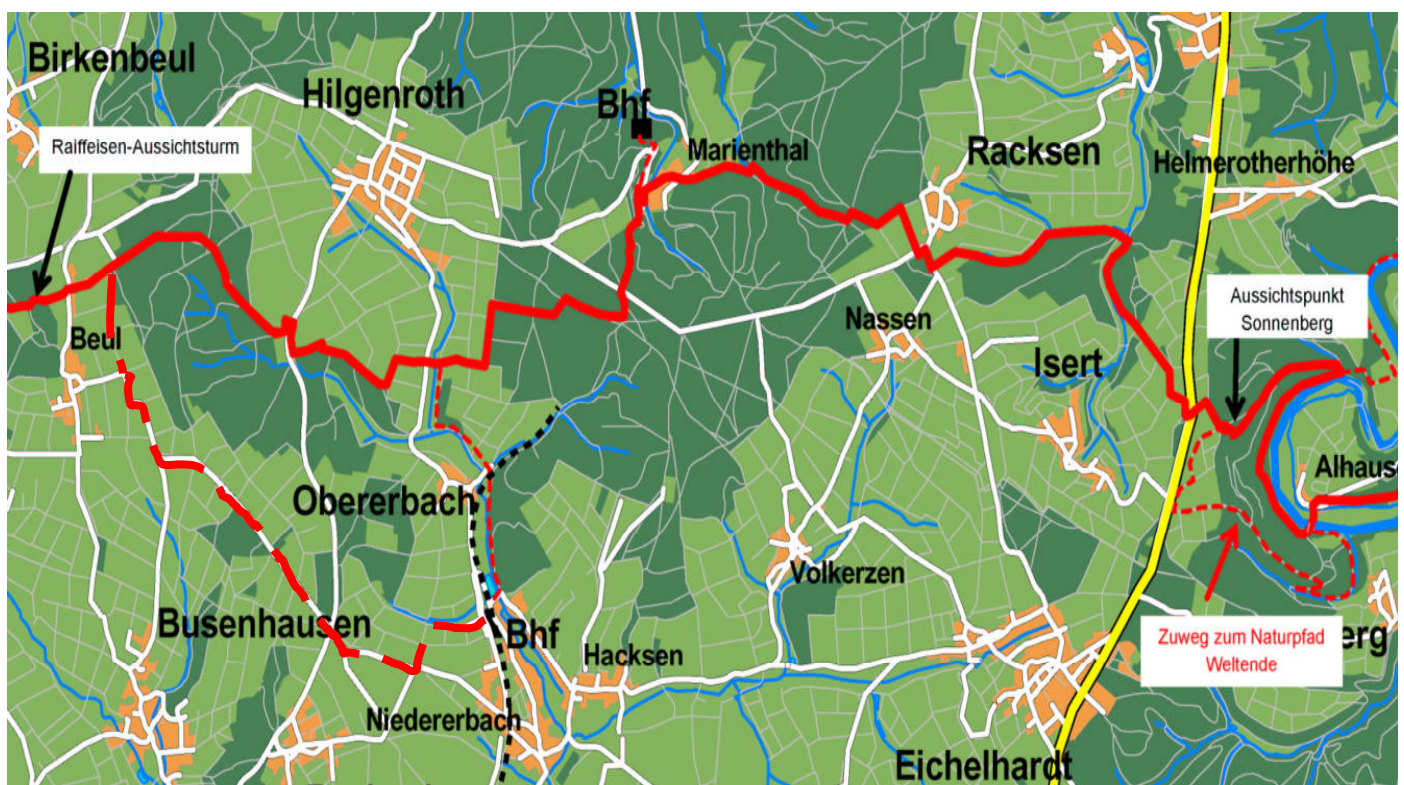 Birkenbeul
Hilgenroth
Bhf
Raiffeisen-Aussichtsturm
Marienthal
Racksen
Helmerotherhöhe
Beul
Nassen
Isert
Aussichtspunkt
Sonnenberg
Alhaus
Obererbach
Volkerzen
Busenhausen
Bhf
Hacksen
Zuweg zum Naturpfad
Weltende
erg
Niedererbach
Eichelhardt